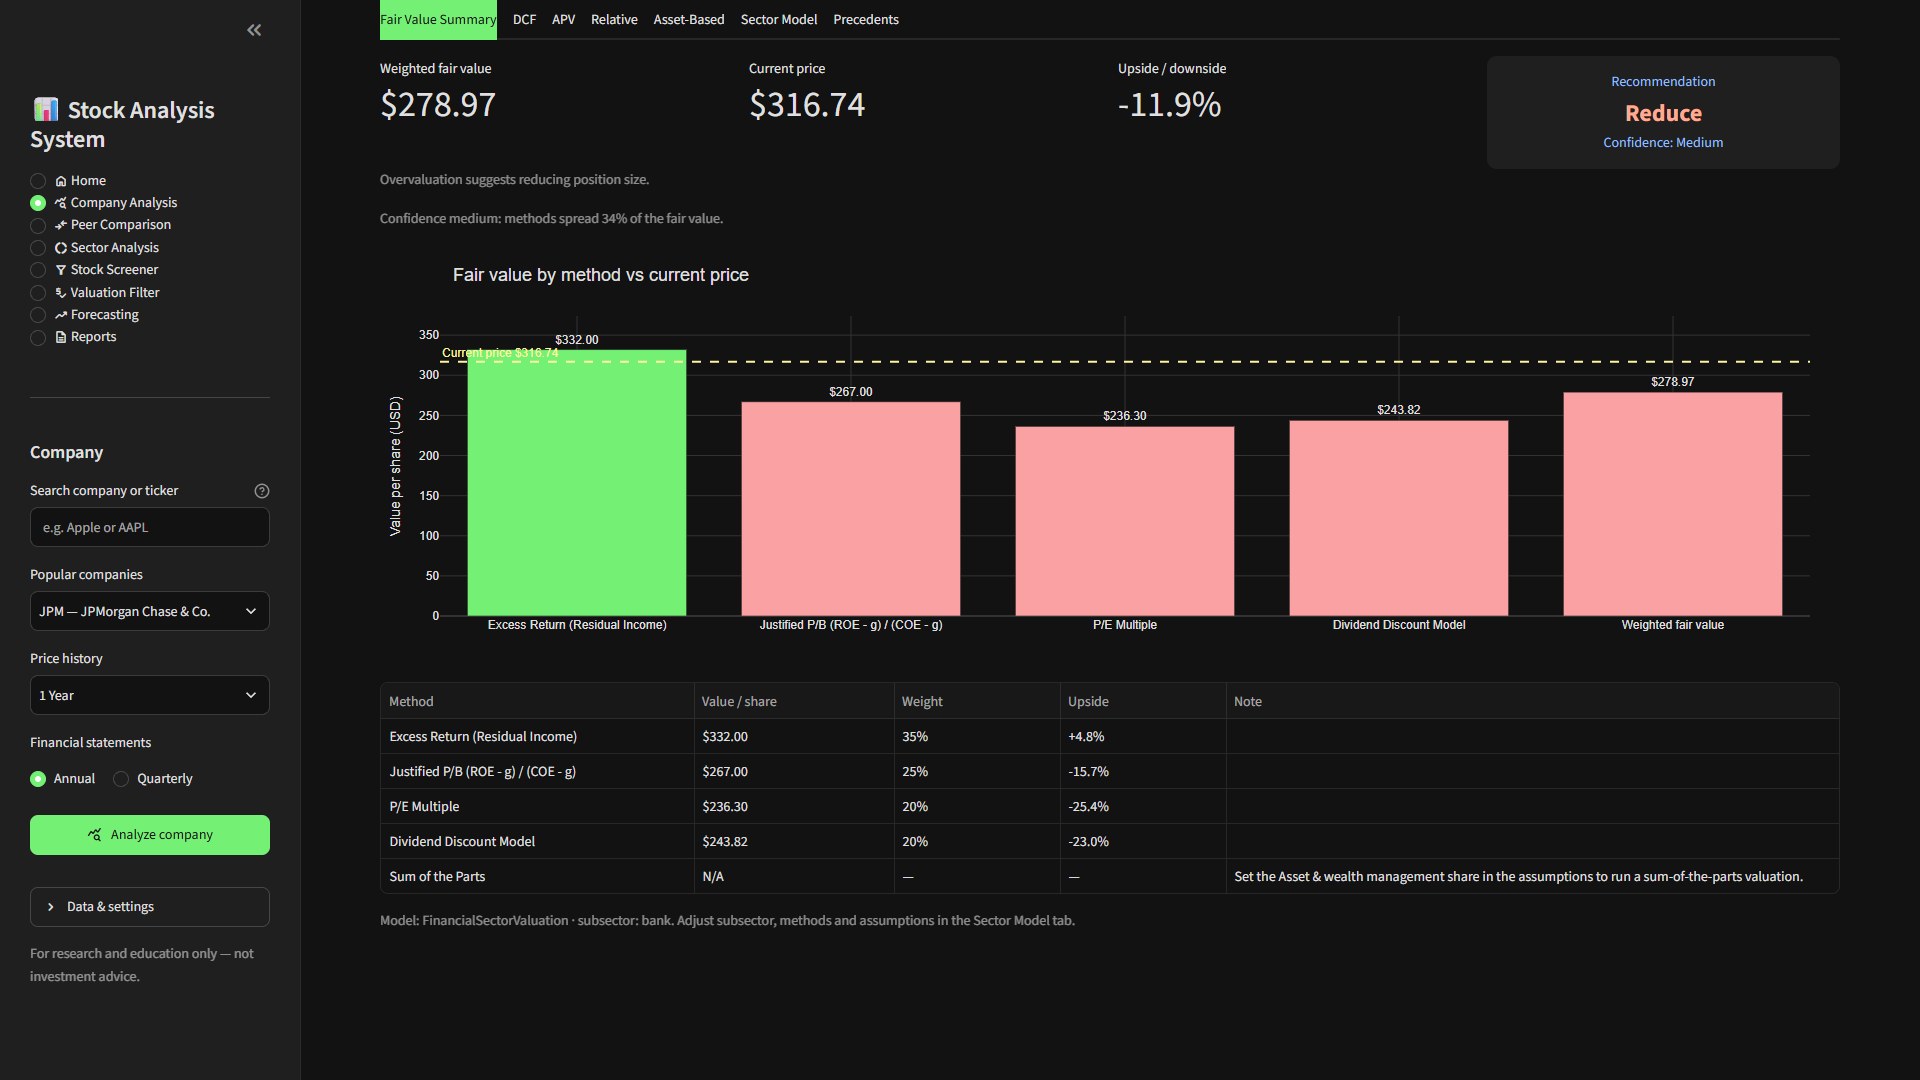 📊 Stock Analysis System
Home
Company Analysis
Peer Comparison
Sector Analysis
Stock Screener
Valuation Filter
Forecasting
Reports
Company
Search company or ticker
e.g. Apple or AAPL
Popular companies
JPM — JPMorgan Chase & Co.
Price history
1 Year
Financial statements
Annual Quarterly
Analyze company
Data & settings
For research and education only — not
investment advice.
Fair Value Summary DCF APV Relative Asset-Based Sector Model Precedents
Weighted fair value
$278.97
Current price
$316.74
Upside / downside
-11.9%
Recommendation
Reduce
Confidence: Medium
Overvaluation suggests reducing position size.
Confidence medium: methods spread 34% of the fair value.
Fair value by method vs current price
Value per share (USD)
350
300
250
200
150
100
50
0
Current price $316.74
$332.00
$267.00
$236.30
$243.82
$278.97
Excess Return (Residual Income)
Justified P/B (ROE - g) / (COE - g)
P/E Multiple
Dividend Discount Model
Weighted fair value
Method Value / share Weight Upside Note
Excess Return (Residual Income) $332.00 35% +4.8%
Justified P/B (ROE - g) / (COE - g) $267.00 25% -15.7%
P/E Multiple $236.30 20% -25.4%
Dividend Discount Model $243.82 20% -23.0%
Sum of the Parts N/A — — Set the Asset & wealth management share in the assumptions to run a sum-of-the-parts valuation.
Model: FinancialSectorValuation · subsector: bank. Adjust subsector, methods and assumptions in the Sector Model tab.